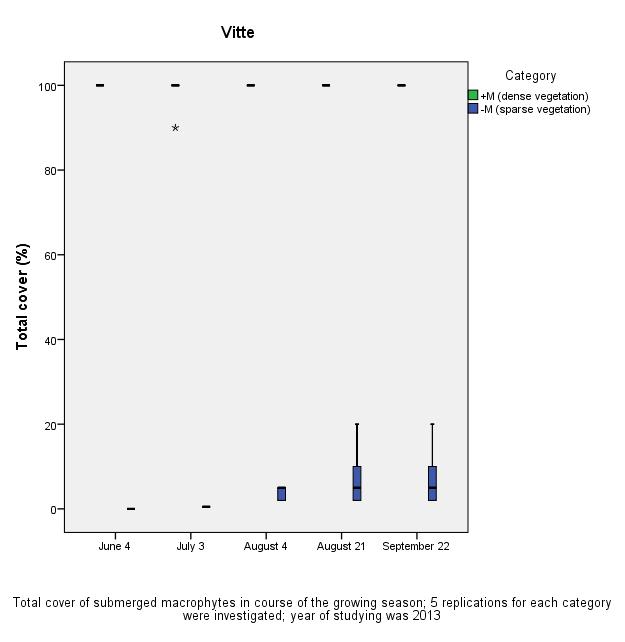 Vitte
Category
+M (dense vegetation)
-M (sparse vegetation)
Total cover (%)
100
80
60
40
20
0
June 4 July 3 August 4 August 21 September 22
Total cover of submerged macrophytes in course of the growing season; 5 replications for each category
were investigated; year of studying was 2013